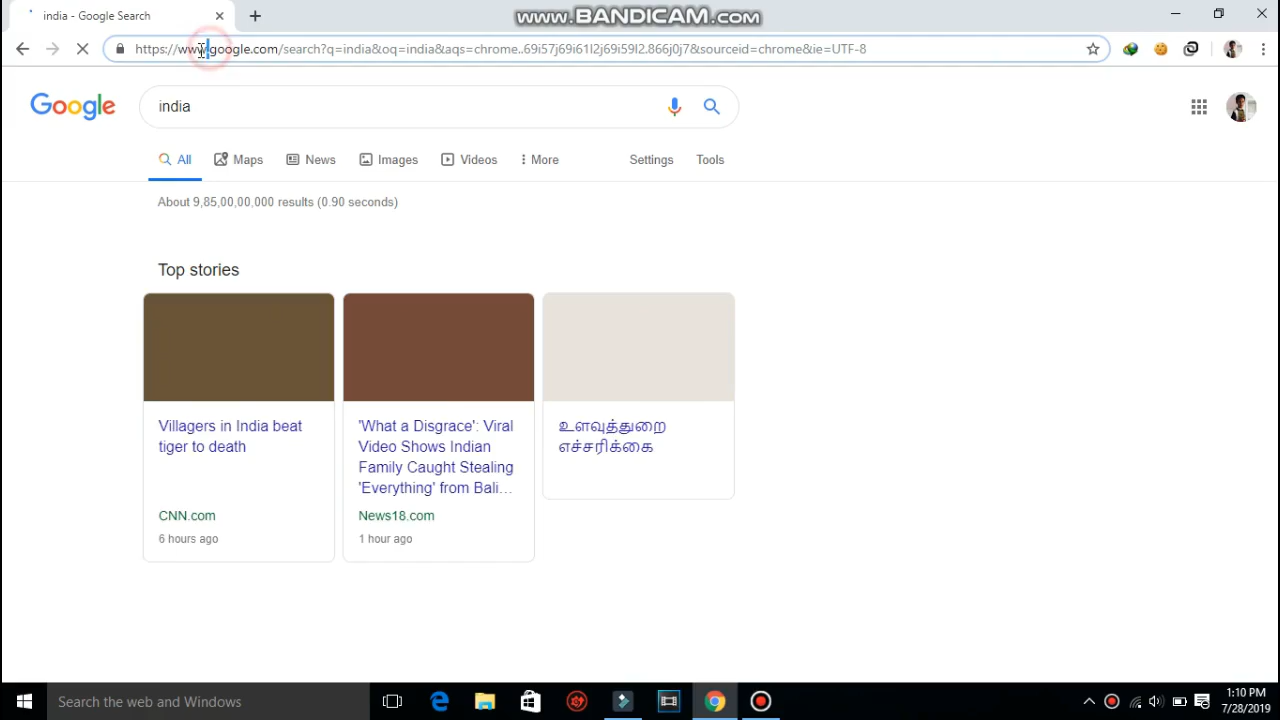 india - Google Search
www.BANDICAM.com
https://www.google.com/search?q=india&oq=india&aqs=chrome..69i57j69i61l2j69i59l2.866j0j7&sourceid=chrome&ie=UTF-8
Google
india
All
Maps
News
Images
Videos
More
Settings
Tools
About 9,85,00,00,000 results (0.90 seconds)
Top stories
Villagers in India beat
tiger to death
CNN.com
6 hours ago
'What a Disgrace': Viral
Video Shows Indian
Family Caught Stealing
'Everything' from Bali...
News18.com
1 hour ago
உளவுத்துறை
எச்சரிக்கை
Search the web and Windows
1:10 PM
7/28/2019